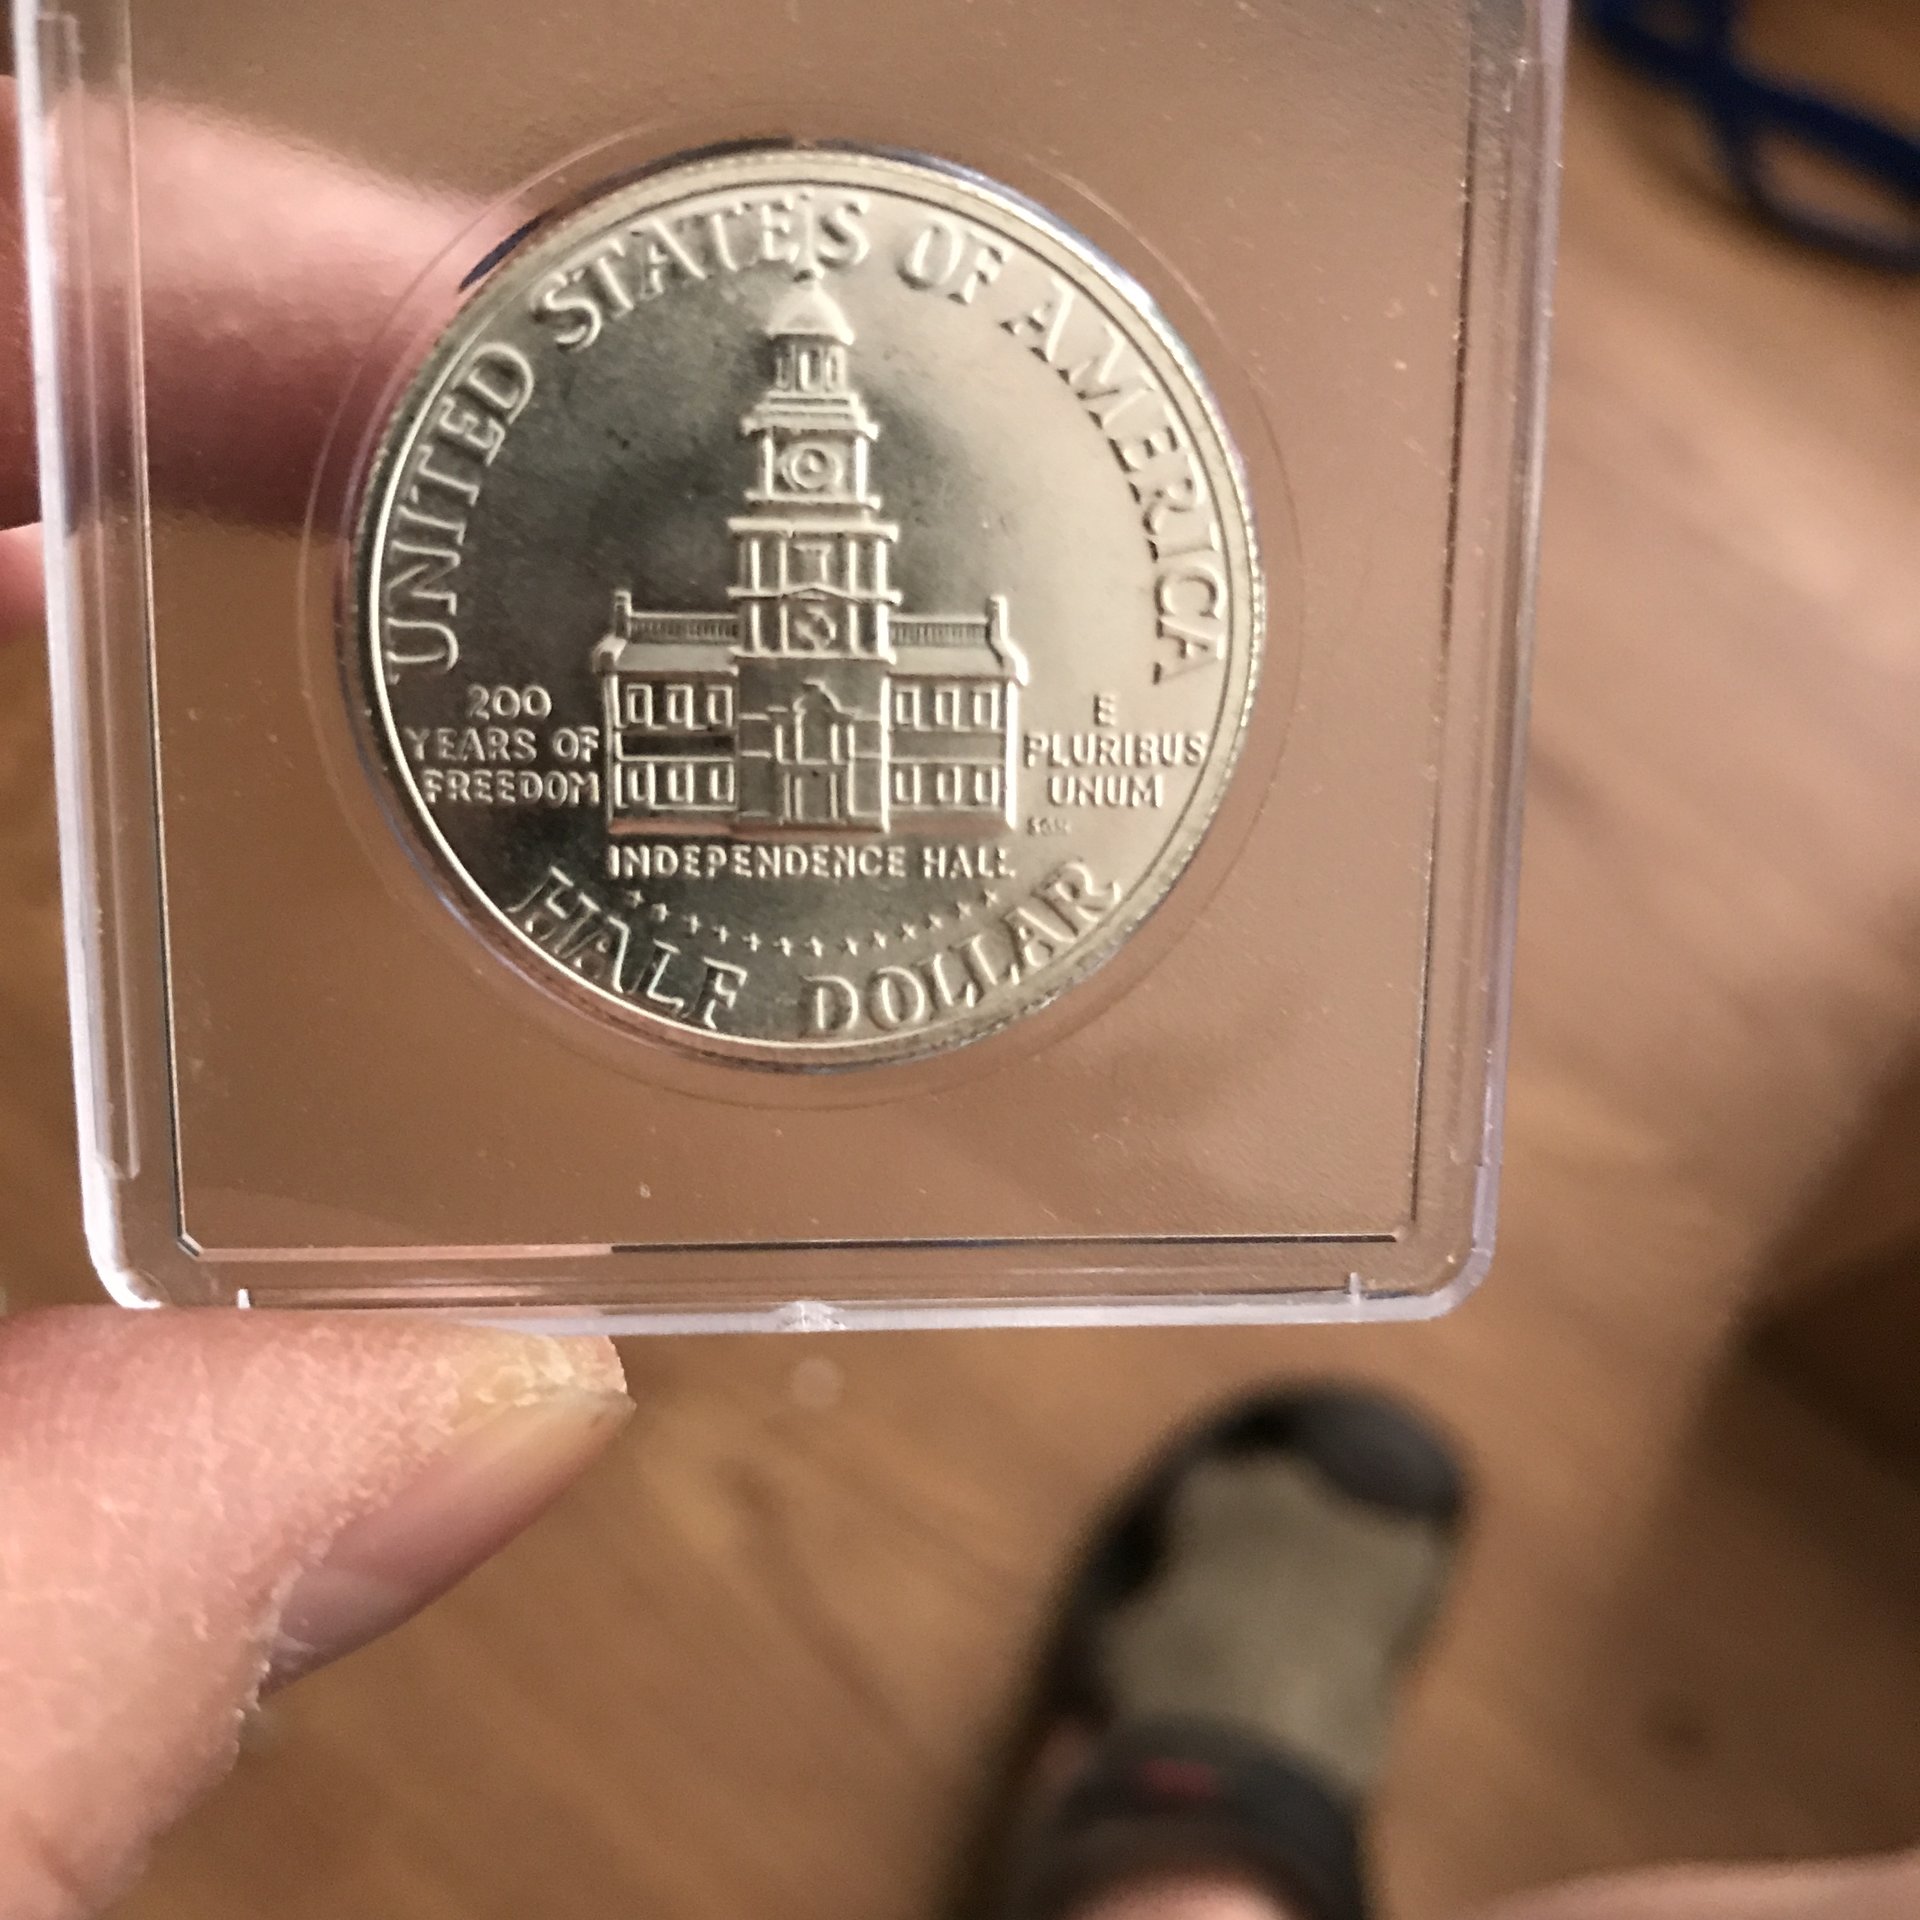 UNITED STATES OF AMERICA
200
YEARS OF
FREEDOM
E
PLURIBUS
UNUM
INDEPENDENCE HALL
HALF DOLLAR